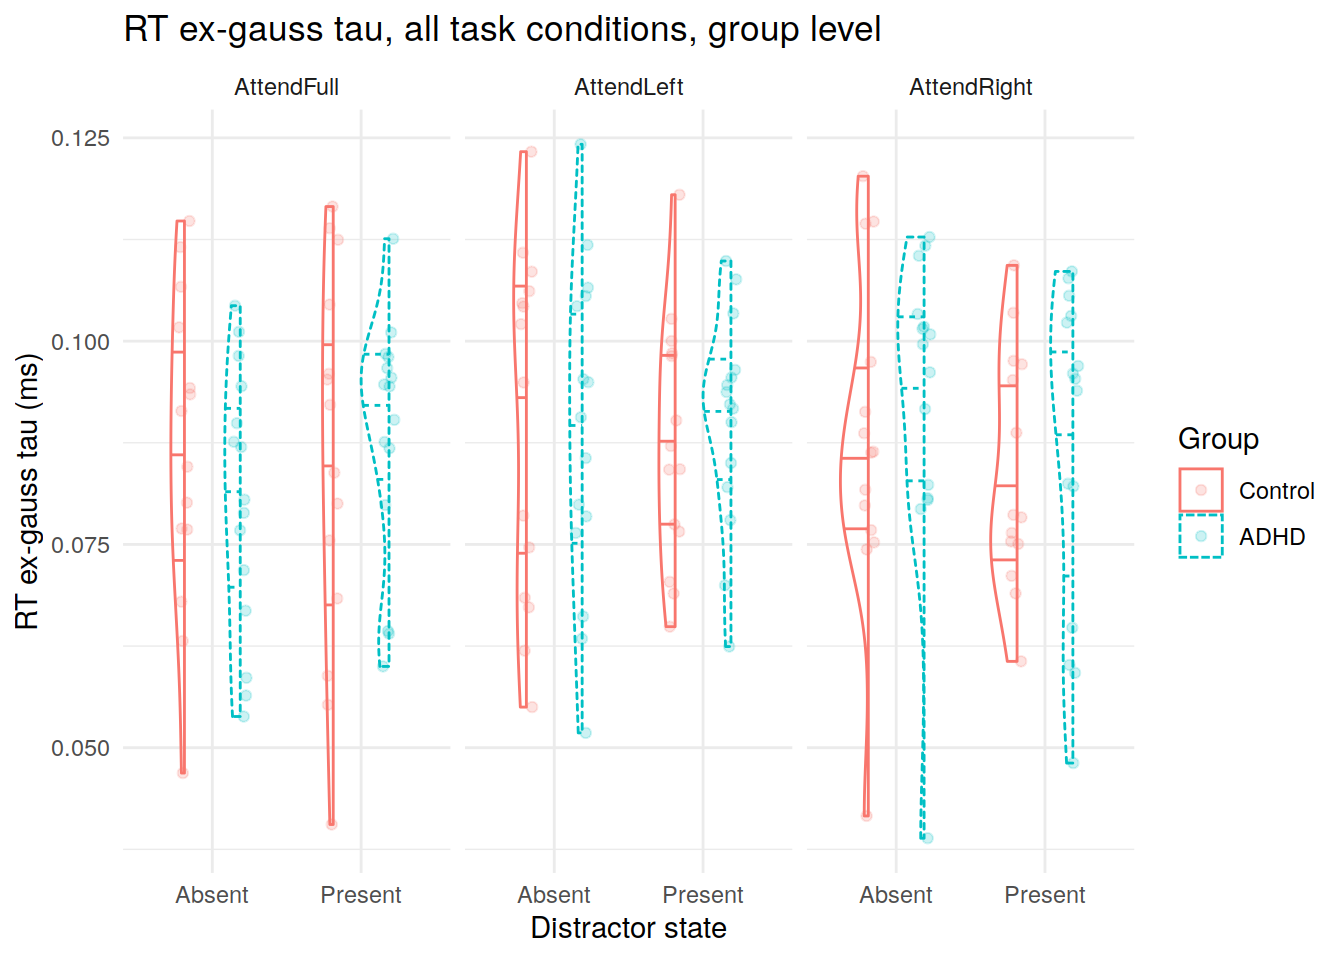 RT ex-gauss tau, all task conditions, group level
AttendFull
AttendLeft
AttendRight
0.125
0.100
0.075
0.050
RT ex-gauss tau (ms)
Absent
Present
Absent
Present
Absent
Present
Distractor state
Group
Control
ADHD